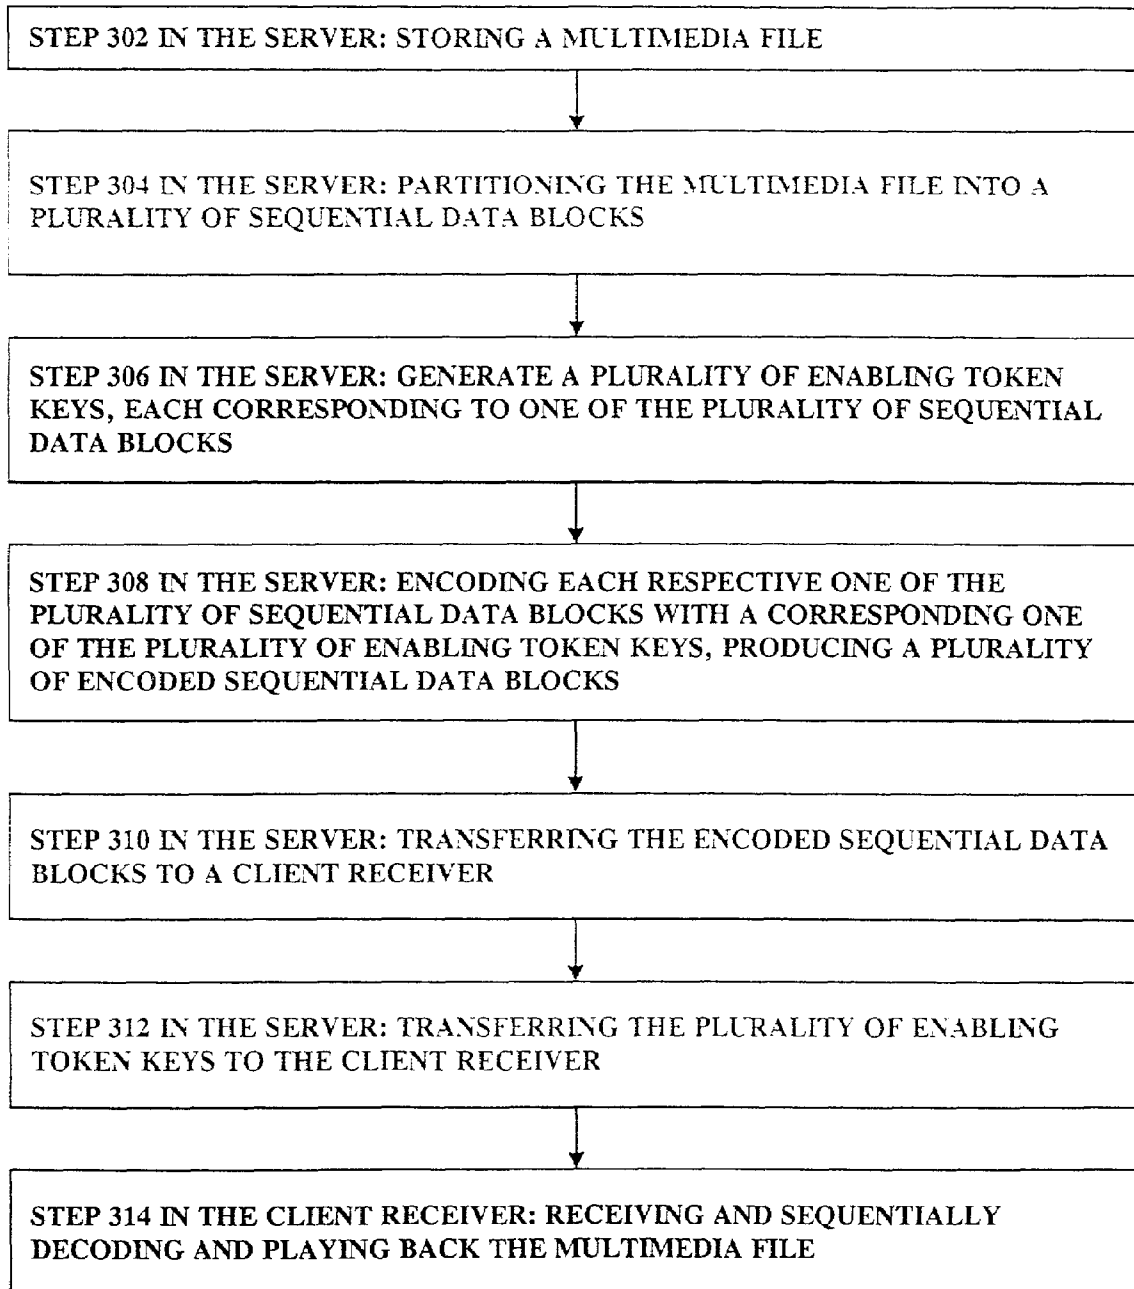 STEP 302 IN THE SERVER: STORING A MULTIMEDIA FILE
STEP 304 IN THE SERVER: PARTITIONING THE MULTIMEDIA FILE INTO A
PLURALITY OF SEQUENTIAL DATA BLOCKS
STEP 306 IN THE SERVER: GENERATE A PLURALITY OF ENABLING TOKEN
KEYS, EACH CORRESPONDING TO ONE OF THE PLURALITY OF SEQUENTIAL
DATA BLOCKS
STEP 308 IN THE SERVER: ENCODING EACH RESPECTIVE ONE OF THE
PLURALITY OF SEQUENTIAL DATA BLOCKS WITH A CORRESPONDING ONE
OF THE PLURALITY OF ENABLING TOKEN KEYS, PRODUCING A PLURALITY
OF ENCODED SEQUENTIAL DATA BLOCKS
STEP 310 IN THE SERVER: TRANSFERRING THE ENCODED SEQUENTIAL DATA
BLOCKS TO A CLIENT RECEIVER
STEP 312 IN THE SERVER: TRANSFERRING THE PLURALITY OF ENABLING
TOKEN KEYS TO THE CLIENT RECEIVER
STEP 314 IN THE CLIENT RECEIVER: RECEIVING AND SEQUENTIALLY
DECODING AND PLAYING BACK THE MULTIMEDIA FILE